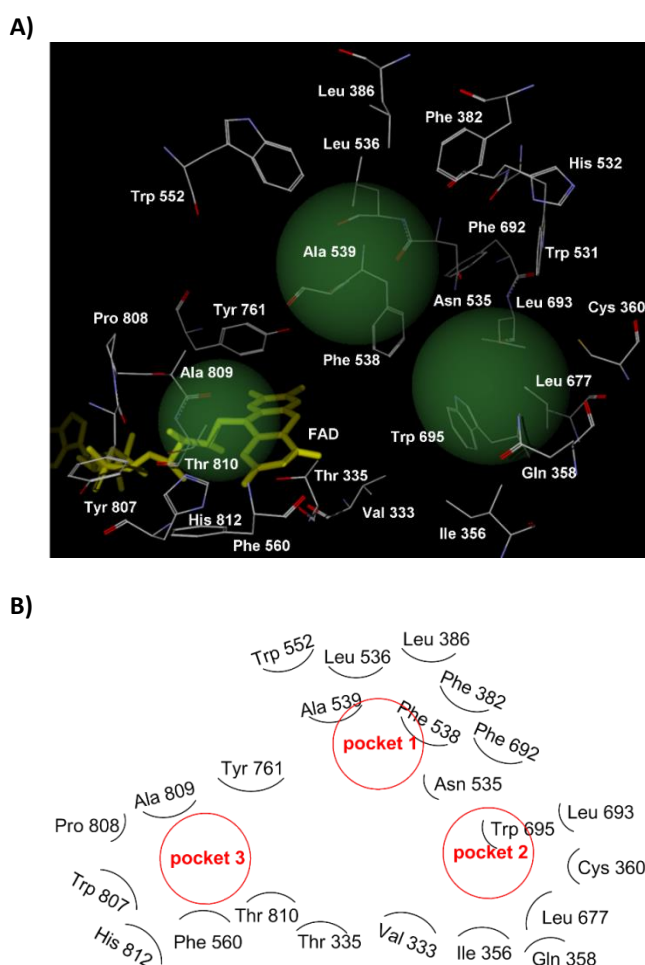 A)
Leu 386
Phe 382
Leu 536
His 532
Trp 552
Phe 692
Trp 531
Ala 539
Asn 535
Leu 693
Pro 808
Tyr 761
Cys 360
Phe 538
Ala 809
Leu 677
FAD
Trp 695
Thr 810
Thr 335
Gln 358
Tyr 807
His 812
Val 333
Ile 356
Phe 560
B)
Trp 552
Leu 536
Leu 386
Phe 382
Ala 539
Phe 538
pocket 1
Phe 692
Tyr 761
Asn 535
Ala 809
Leu 693
Pro 808
Trp 695
pocket 3
pocket 2
Cys 360
Trp 807
Leu 677
Thr 810
His 812
Phe 560
Thr 335
Val 333
Ile 356
Gln 358